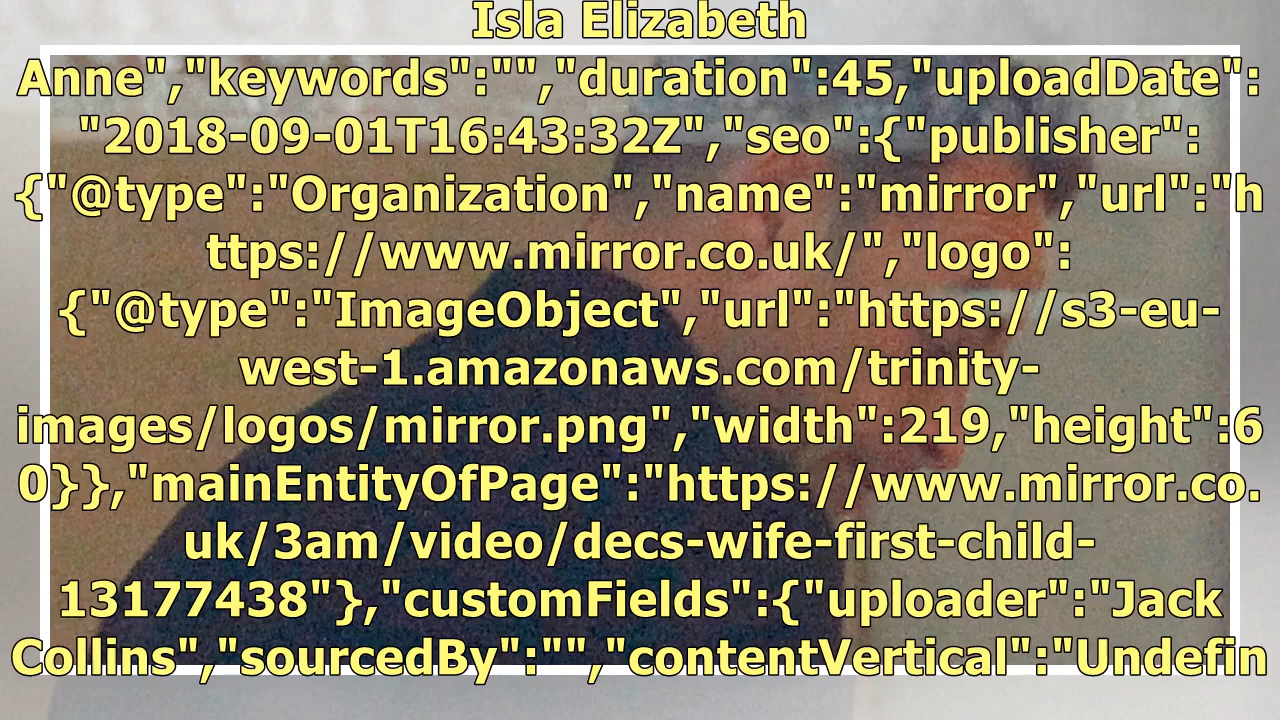 Isla Elizabeth
Anne","keywords":"","duration":45,"uploadDate":
"2018-09-01T16:43:32Z","seo":{"publisher":
{"@type":"Organization","name":"mirror","url":"h
ttps://www.mirror.co.uk/","logo":
{"@type":"ImageObject","url":"https://s3-eu-
west-1.amazonaws.com/trinity-
images/logos/mirror.png","width":219,"height":6
0}},"mainEntityOfPage":"https://www.mirror.co.
uk/3am/video/decs-wife-first-child-
13177438"},"customFields":{"uploader":"Jack
Collins","sourcedBy":"","contentVertical":"Undefin